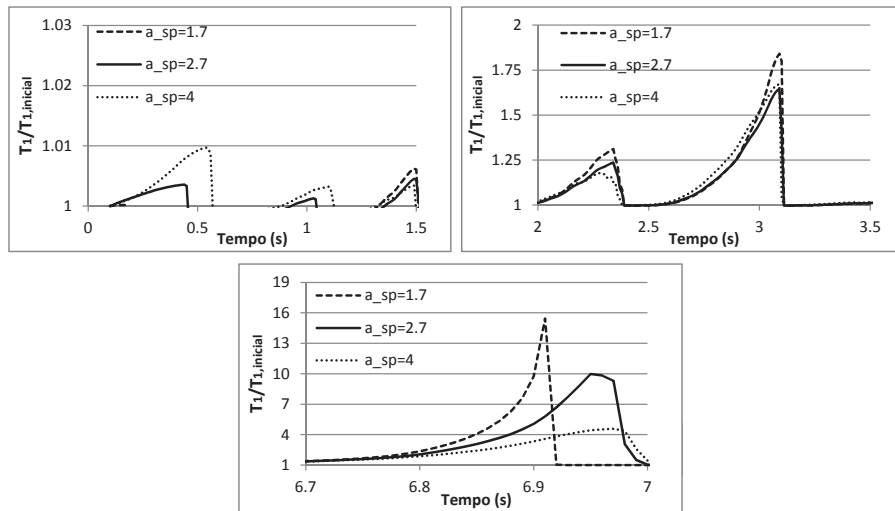 1.03
1.02
1.01
1
T1/T1,inicial
a_sp=1.7
a_sp=2.7
a_sp=4
0
0.5
1
1.5
Tempo (s)
2
1.75
1.5
1.25
1
T1/T1,inicial
a_sp=1.7
a_sp=2.7
a_sp=4
2
2.5
3
3.5
Tempo (s)
19
16
13
10
7
4
1
T1/T1,inicial
a_sp=1.7
a_sp=2.7
a_sp=4
6.7
6.8
6.9
7
Tempo (s)